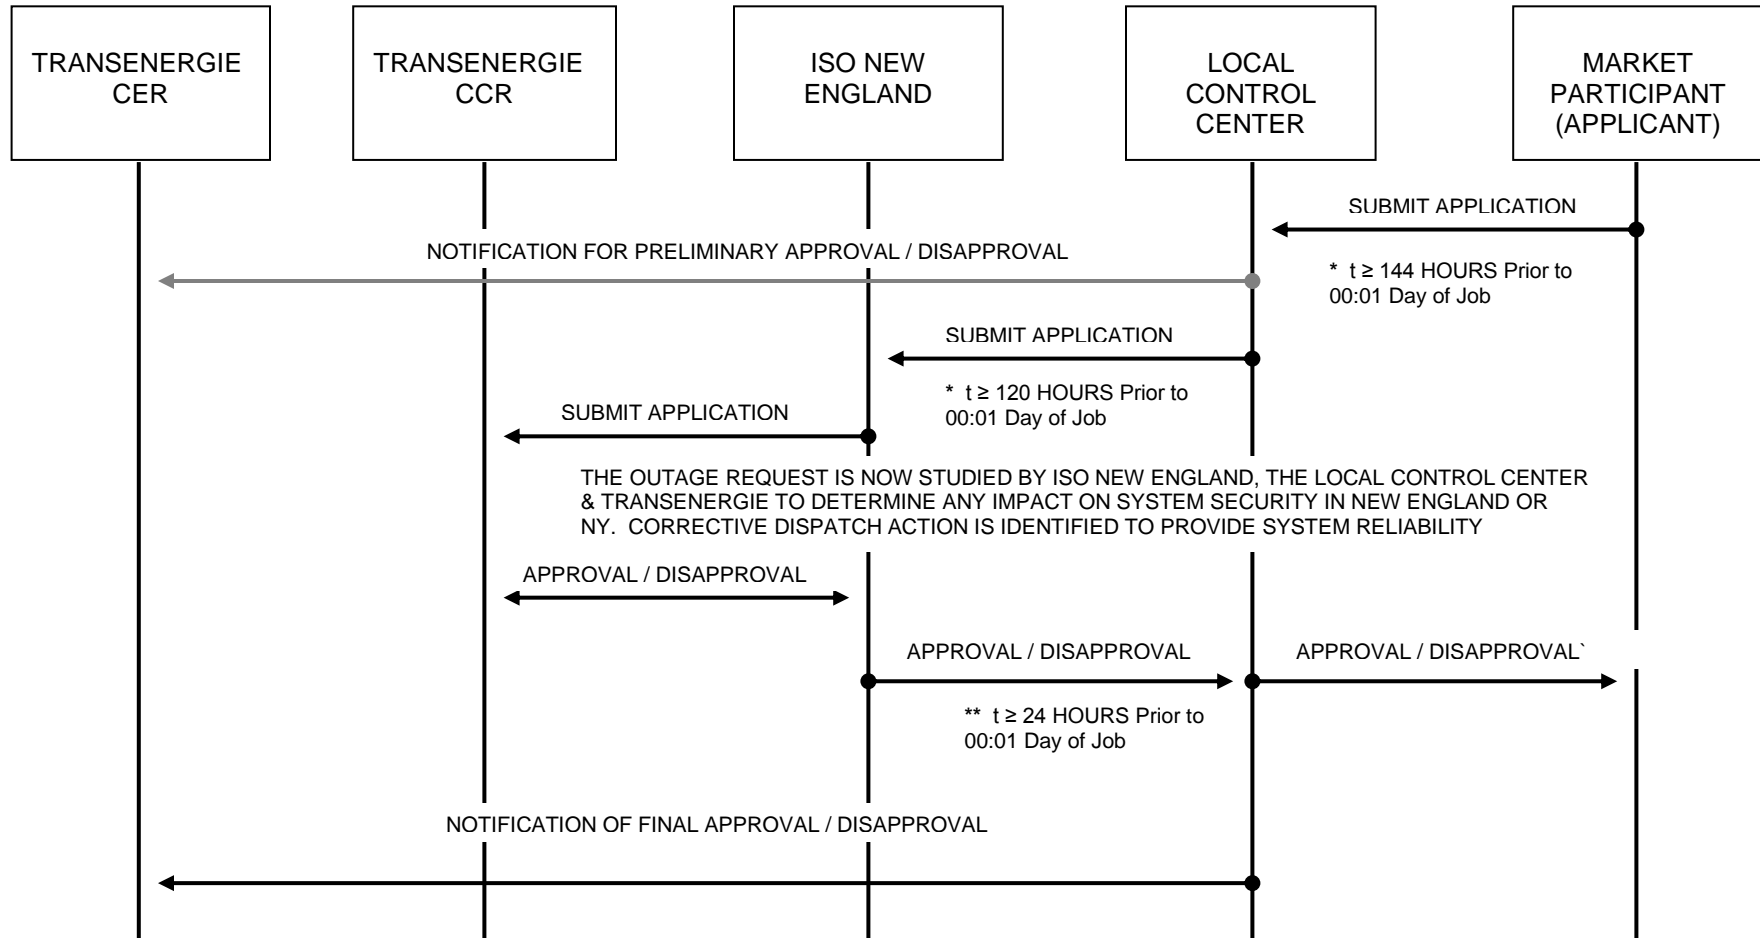 TRANSENERGIE
CER
TRANSENERGIE
CCR
ISO NEW
ENGLAND
LOCAL
CONTROL
CENTER
MARKET
PARTICIPANT
(APPLICANT)
SUBMIT APPLICATION
NOTIFICATION FOR PRELIMINARY APPROVAL / DISAPPROVAL
* t ≥ 144 HOURS Prior to
00:01 Day of Job
SUBMIT APPLICATION
* t ≥ 120 HOURS Prior to
00:01 Day of Job
SUBMIT APPLICATION
THE OUTAGE REQUEST IS NOW STUDIED BY ISO NEW ENGLAND, THE LOCAL CONTROL CENTER
& TRANSENERGIE TO DETERMINE ANY IMPACT ON SYSTEM SECURITY IN NEW ENGLAND OR
NY. CORRECTIVE DISPATCH ACTION IS IDENTIFIED TO PROVIDE SYSTEM RELIABILITY
APPROVAL / DISAPPROVAL
APPROVAL / DISAPPROVAL
APPROVAL / DISAPPROVAL`
** t ≥ 24 HOURS Prior to
00:01 Day of Job
NOTIFICATION OF FINAL APPROVAL / DISAPPROVAL